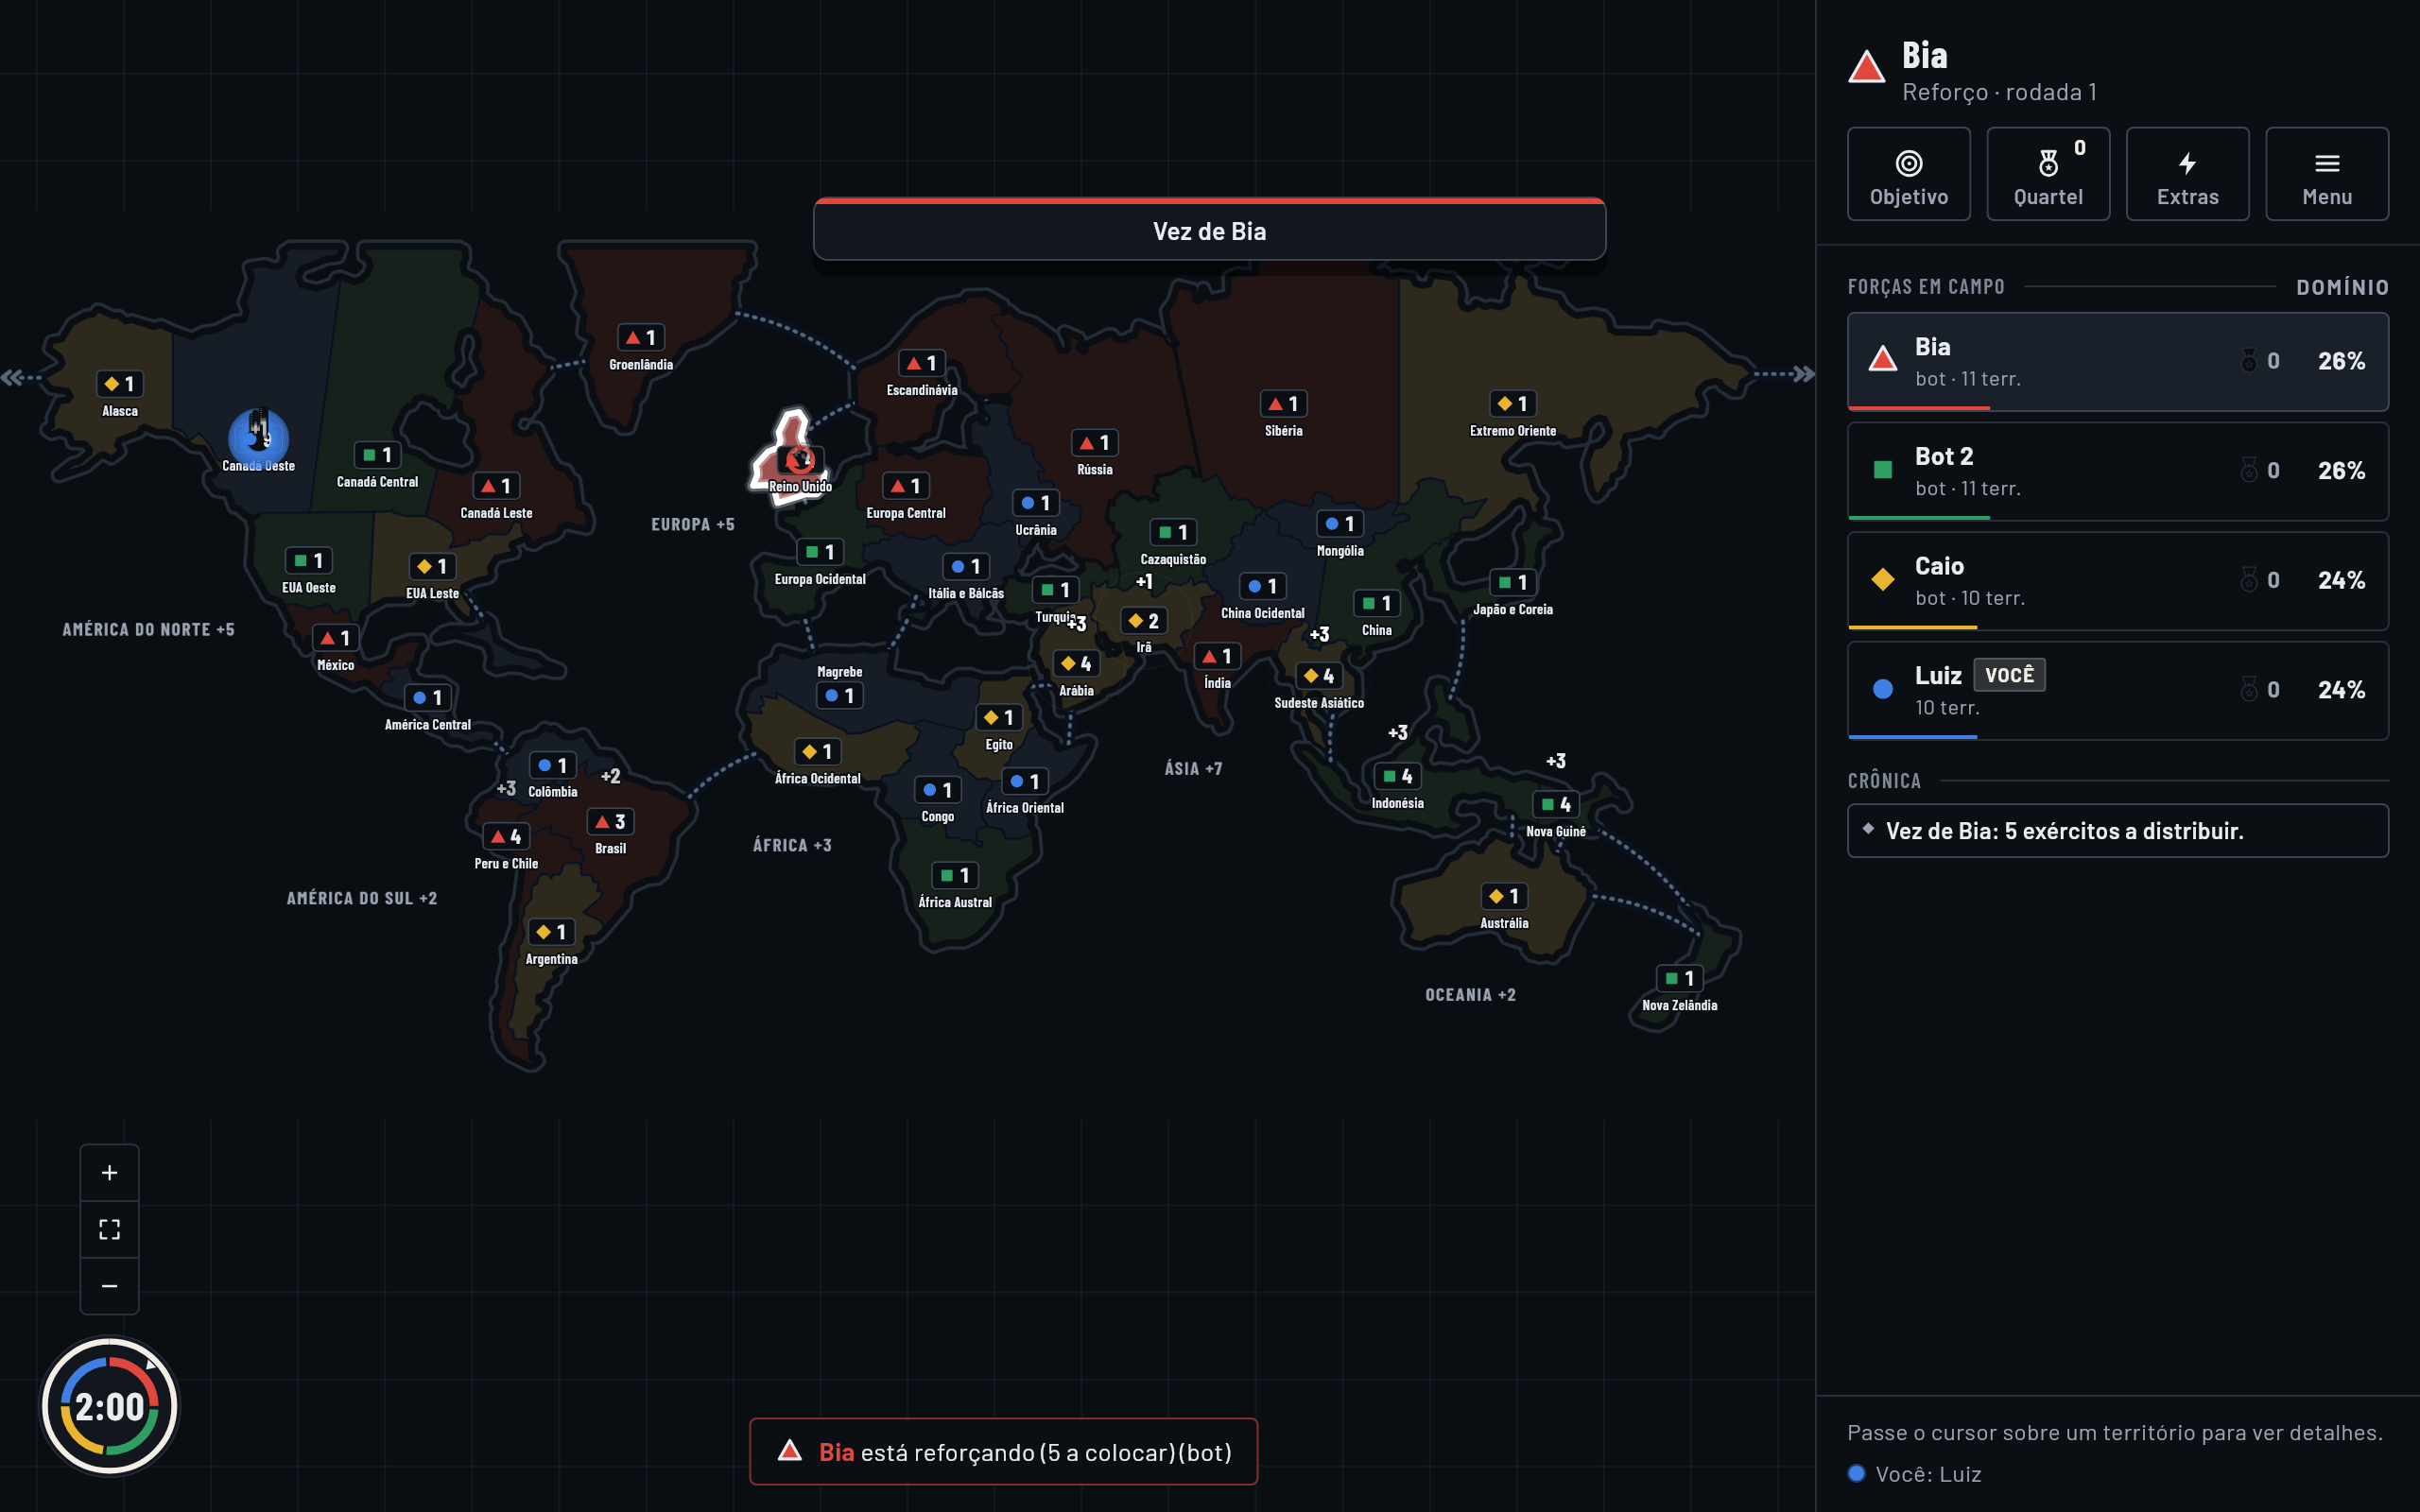 Bia
Reforço · rodada 1
Objetivo
0
Quartel
Extras
Menu
Vez de Bia
FORÇAS EM CAMPO
DOMÍNIO
Bia
bot · 11 terr.
0
26%
Bot 2
bot · 11 terr.
0
26%
Caio
bot · 10 terr.
0
24%
Luiz VOCÊ
10 terr.
0
24%
CRÔNICA
Vez de Bia: 5 exércitos a distribuir.
1
Alasca
Canadá Oeste
1
Canadá Central
1
Canadá Leste
1
Groenlândia
1
EUA Oeste
1
EUA Leste
1
México
1
América Central
AMÉRICA DO NORTE +5
1
Escandinávia
Reino Unido
1
Europa Central
1
Rússia
1
Ucrânia
1
Europa Ocidental
1
Itália e Bálcãs
EUROPA +5
1
Sibéria
1
Extremo Oriente
1
Cazaquistão
1
Mongólia
1
China Ocidental
1
China
1
Japão e Coreia
1
Turquia
+1
2
Irã
+3
4
Arábia
1
Índia
+3
4
Sudeste Asiático
ÁSIA +7
Magrebe
1
1
Egito
1
África Ocidental
1
Congo
1
África Oriental
1
África Austral
ÁFRICA +3
1
Colômbia
+2
3
Brasil
+3
4
Peru e Chile
1
Argentina
AMÉRICA DO SUL +2
+3
4
Indonésia
+3
4
Nova Guiné
1
Austrália
1
Nova Zelândia
OCEANIA +2
+
−
2:00
Bia está reforçando (5 a colocar) (bot)
Passe o cursor sobre um território para ver detalhes.
Você: Luiz